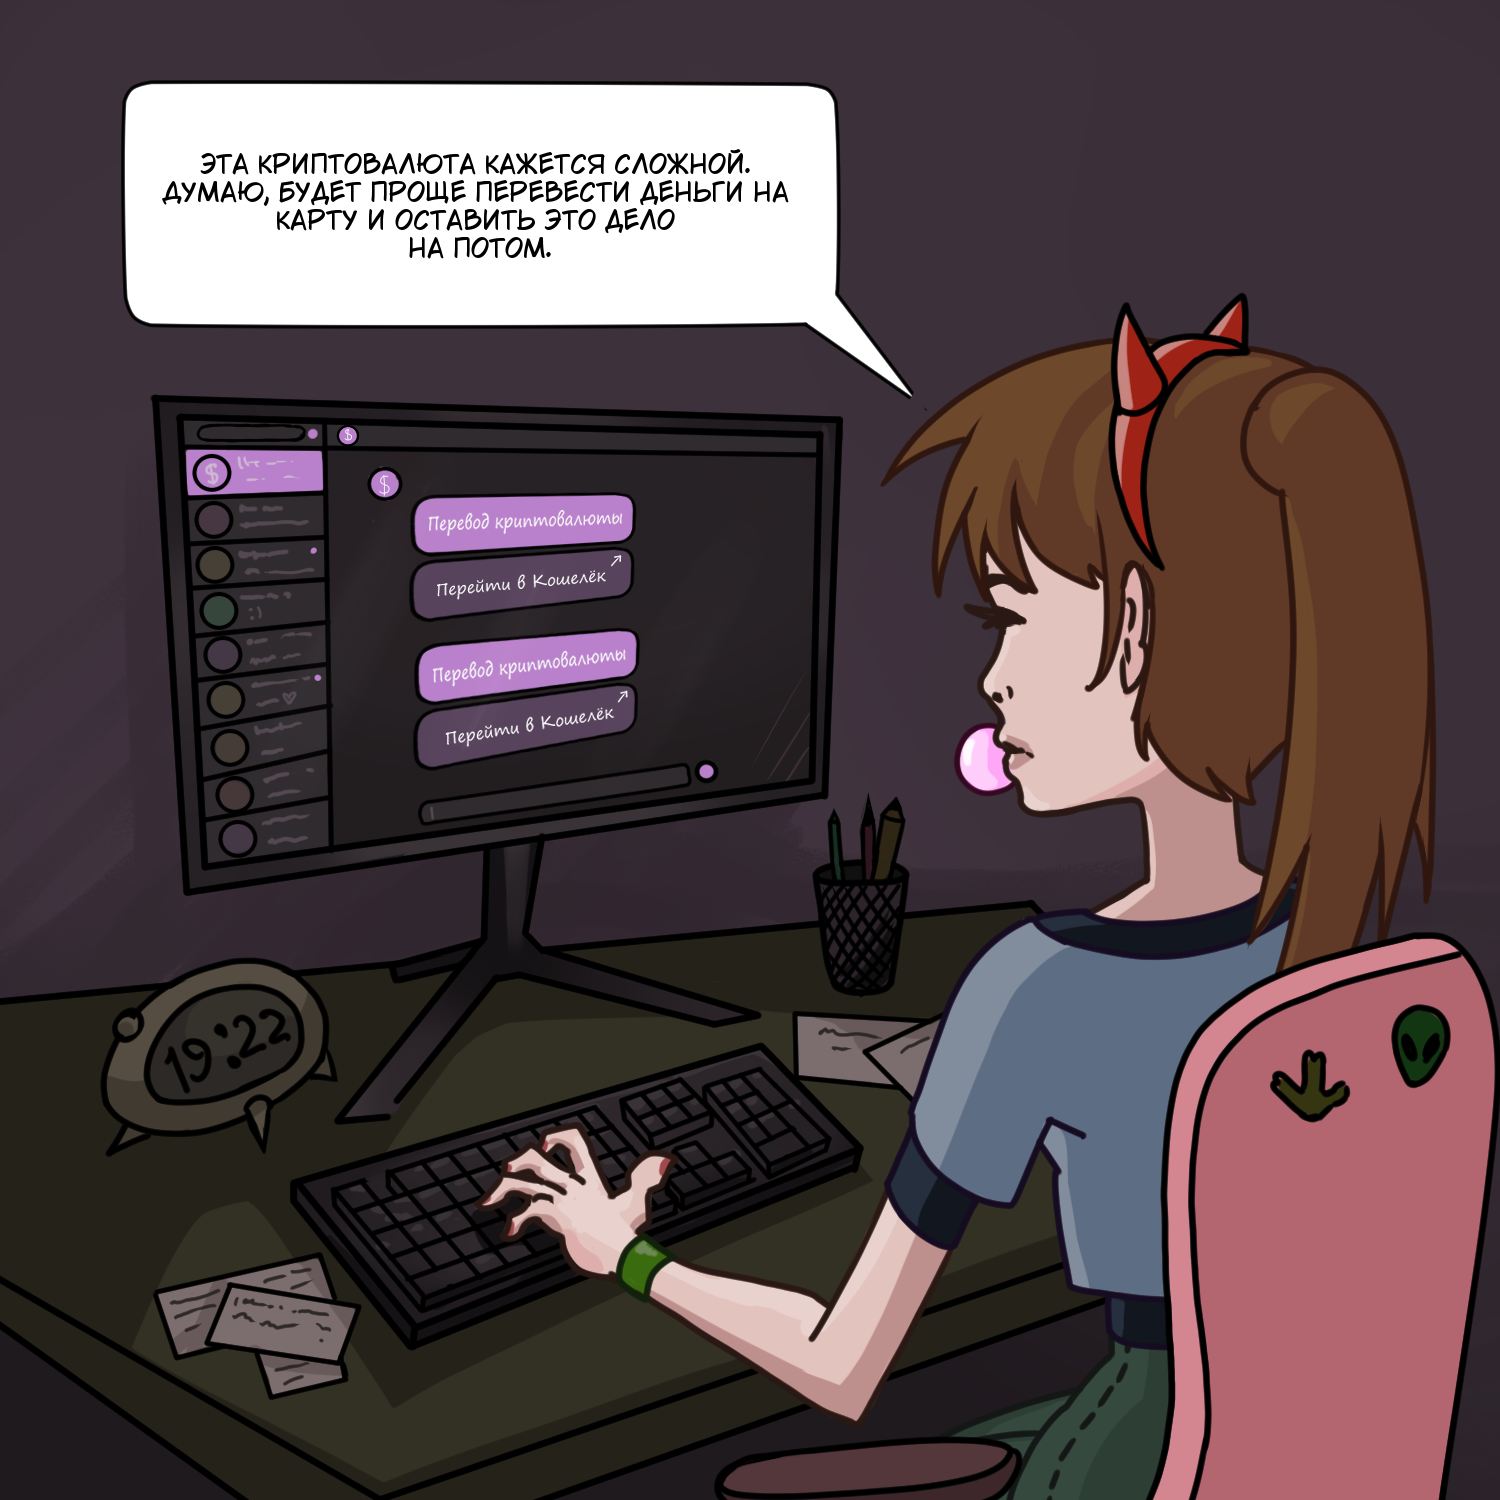 ЭТА КРИПТОВАЛЮТА КАЖЕТСЯ СЛОЖНОЙ.
ДУМАЮ, БУДЕТ ПРОЩЕ ПЕРЕВЕСТИ ДЕНЬГИ НА
КАРТУ И ОСТАВИТЬ ЭТО ДЕЛО
НА ПОТОМ.
$
$
$
Перевод криптовалюты
Перейти в Кошелёк
:)
Перевод криптовалюты
Перейти в Кошелёк
19:22